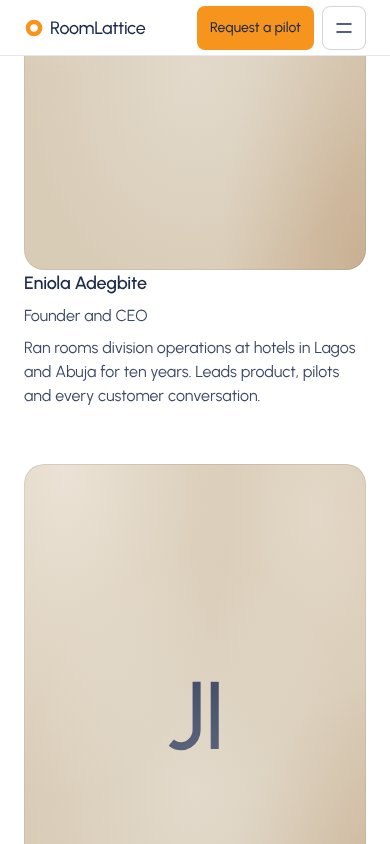 RoomLattice
Request a pilot
Eniola Adegbite
Founder and CEO
Ran rooms division operations at hotels in Lagos
and Abuja for ten years. Leads product, pilots
and every customer conversation.
JI